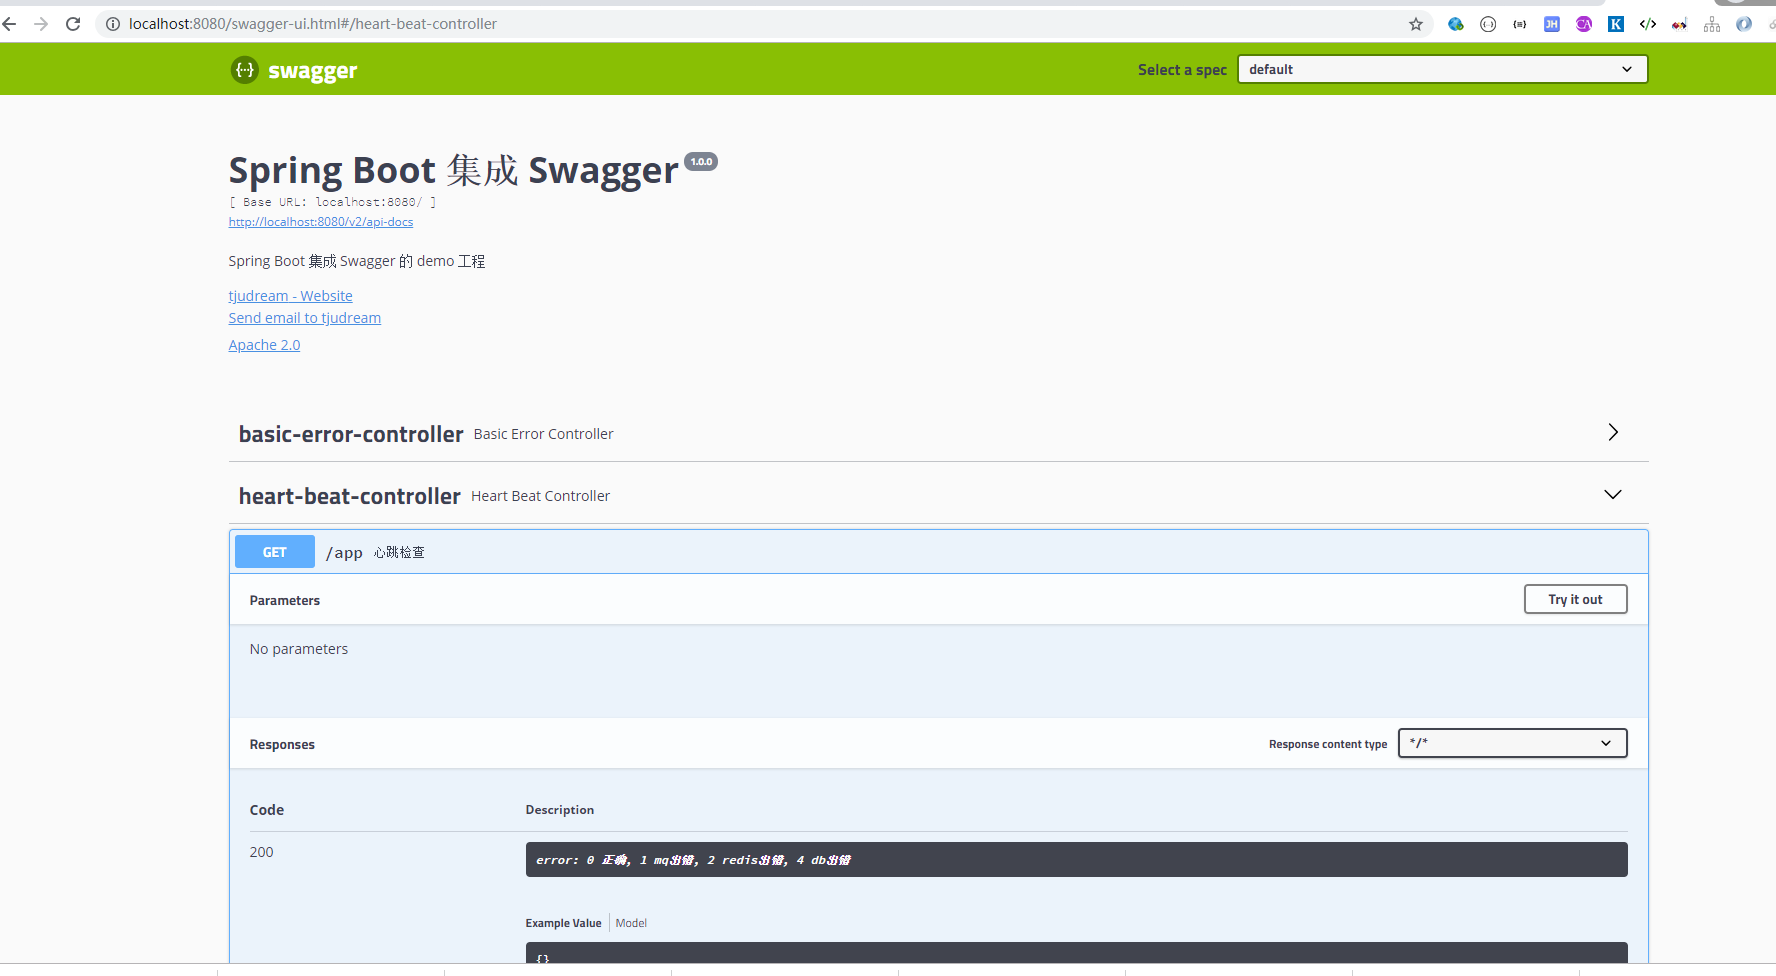 localhost:8080/swagger-ui.html#/heart-beat-controller
JH CA K </>
{··} swagger
Select a spec default
Spring Boot 集成 Swagger 1.0.0
[ Base URL: localhost:8080/ ]
http://localhost:8080/v2/api-docs
Spring Boot 集成 Swagger 的 demo 工程
tjudream - Website
Send email to tjudream
Apache 2.0
basic-error-controller Basic Error Controller
heart-beat-controller Heart Beat Controller
GET /app 心跳检查
Parameters Try it out
No parameters
Responses Response content type */*
Code Description
200 error: 0 正确, 1 mq出错, 2 redis出错, 4 db出错
Example Value Model
{}